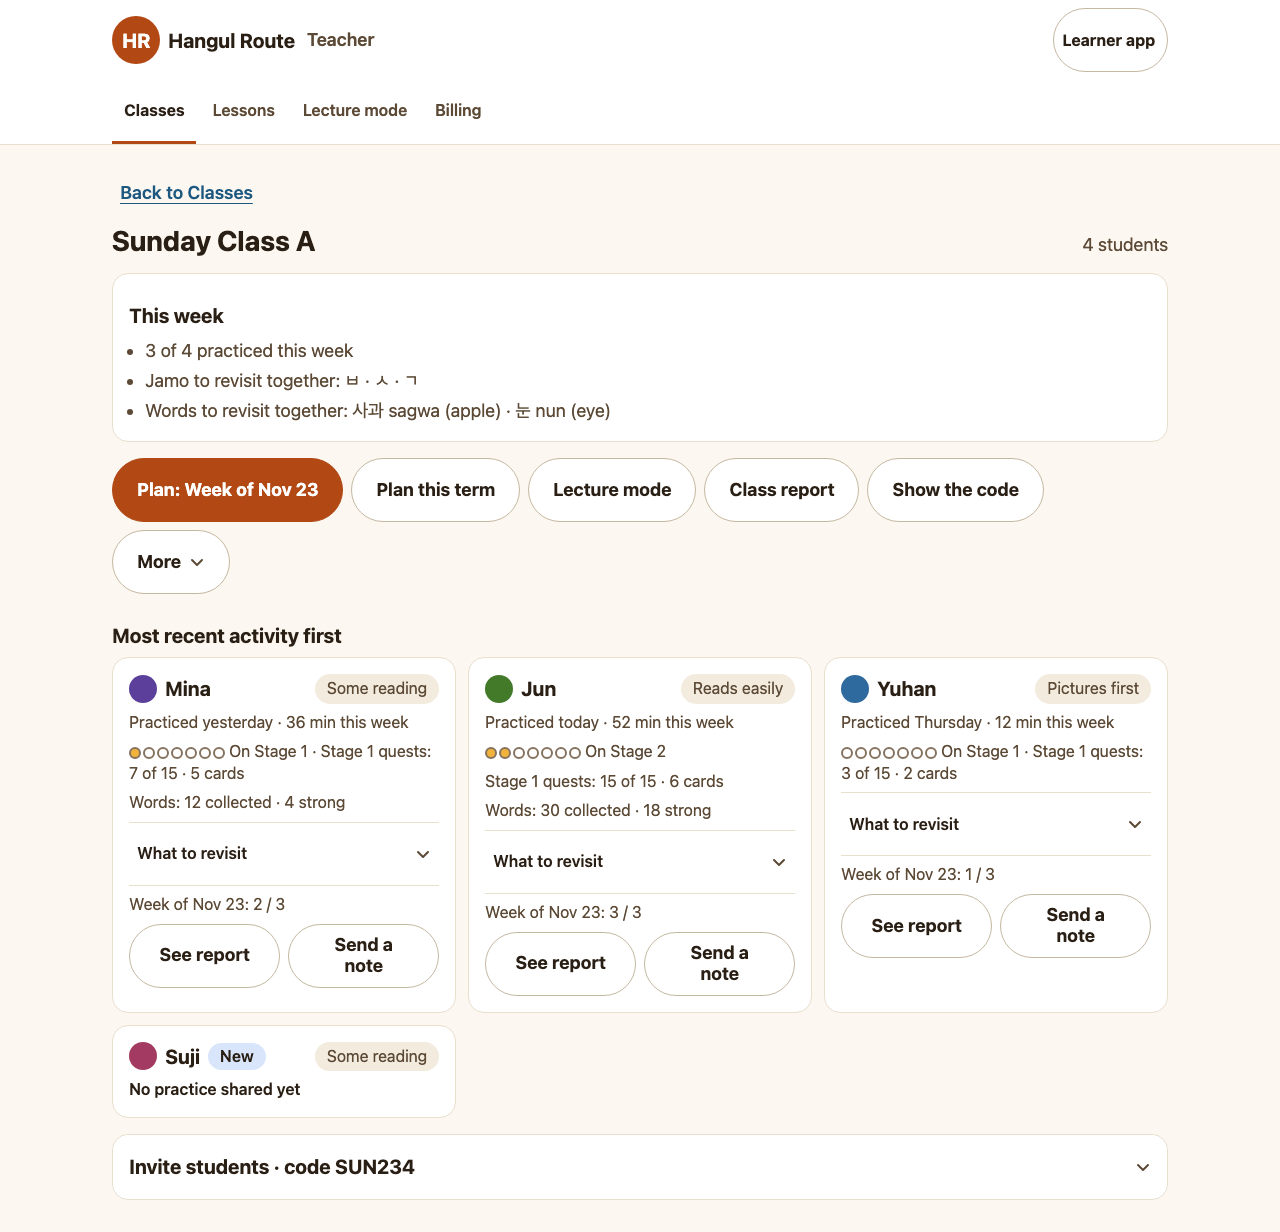 HR Hangul Route Teacher
Learner app
Classes Lessons Lecture mode Billing
Back to Classes
Sunday Class A
4 students
This week
3 of 4 practiced this week
Jamo to revisit together: ㅂ · ㅅ · ㄱ
Words to revisit together: 사과 sagwa (apple) · 눈 nun (eye)
Plan: Week of Nov 23
Plan this term
Lecture mode
Class report
Show the code
More
Most recent activity first
Mina
Some reading
Practiced yesterday · 36 min this week
On Stage 1 · Stage 1 quests:
7 of 15 · 5 cards
Words: 12 collected · 4 strong
What to revisit
Week of Nov 23: 2 / 3
See report
Send a
note
Jun
Reads easily
Practiced today · 52 min this week
On Stage 2
Stage 1 quests: 15 of 15 · 6 cards
Words: 30 collected · 18 strong
What to revisit
Week of Nov 23: 3 / 3
See report
Send a
note
Yuhan
Pictures first
Practiced Thursday · 12 min this week
On Stage 1 · Stage 1 quests:
3 of 15 · 2 cards
What to revisit
Week of Nov 23: 1 / 3
See report
Send a
note
Suji
New
Some reading
No practice shared yet
Invite students · code SUN234